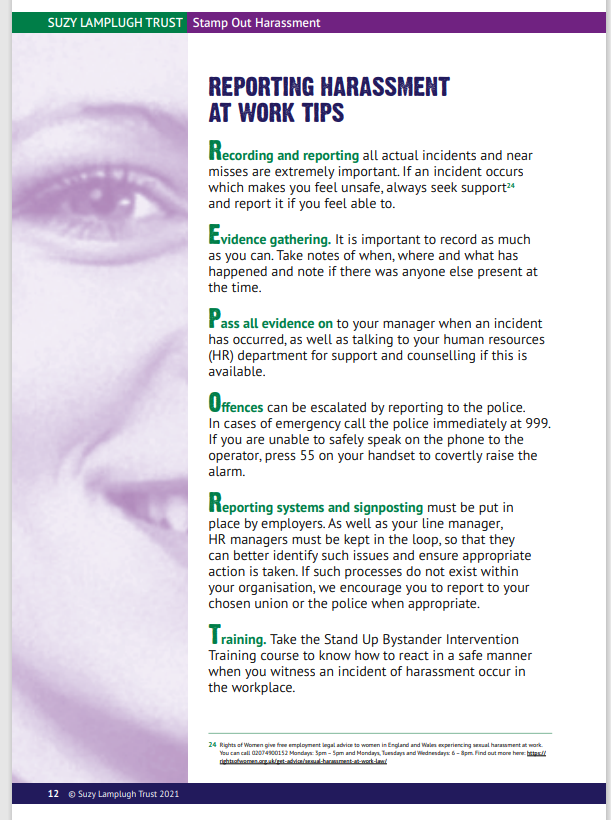 SUZY LAMPLUGH TRUST Stamp Out Harassment
REPORTING HARASSMENT
AT WORK TIPS
Recording and reporting all actual incidents and near
misses are extremely important. If an incident occurs
which makes you feel unsafe, always seek support²⁴
and report it if you feel able to.
Evidence gathering. It is important to record as much
as you can. Take notes of when, where and what has
happened and note if there was anyone else present at
the time.
Pass all evidence on to your manager when an incident
has occurred, as well as talking to your human resources
(HR) department for support and counselling if this is
available.
Offences can be escalated by reporting to the police.
In cases of emergency call the police immediately at 999.
If you are unable to safely speak on the phone to the
operator, press 55 on your handset to covertly raise the
alarm.
Reporting systems and signposting must be put in
place by employers. As well as your line manager,
HR managers must be kept in the loop, so that they
can better identify such issues and ensure appropriate
action is taken. If such processes do not exist within
your organisation, we encourage you to report to your
chosen union or the police when appropriate.
Training. Take the Stand Up Bystander Intervention
Training course to know how to react in a safe manner
when you witness an incident of harassment occur in
the workplace.
24 Rights of Women give free employment legal advice to women in England and Wales experiencing sexual harassment at work.
You can call 02074900152 Mondays: 3pm – 5pm and Mondays, Tuesdays and Wednesdays: 6 – 8pm. Find out more here: https://
rightsofwomen.org.uk/get-advice/sexual-harassment-at-work-law/
12 © Suzy Lamplugh Trust 2021